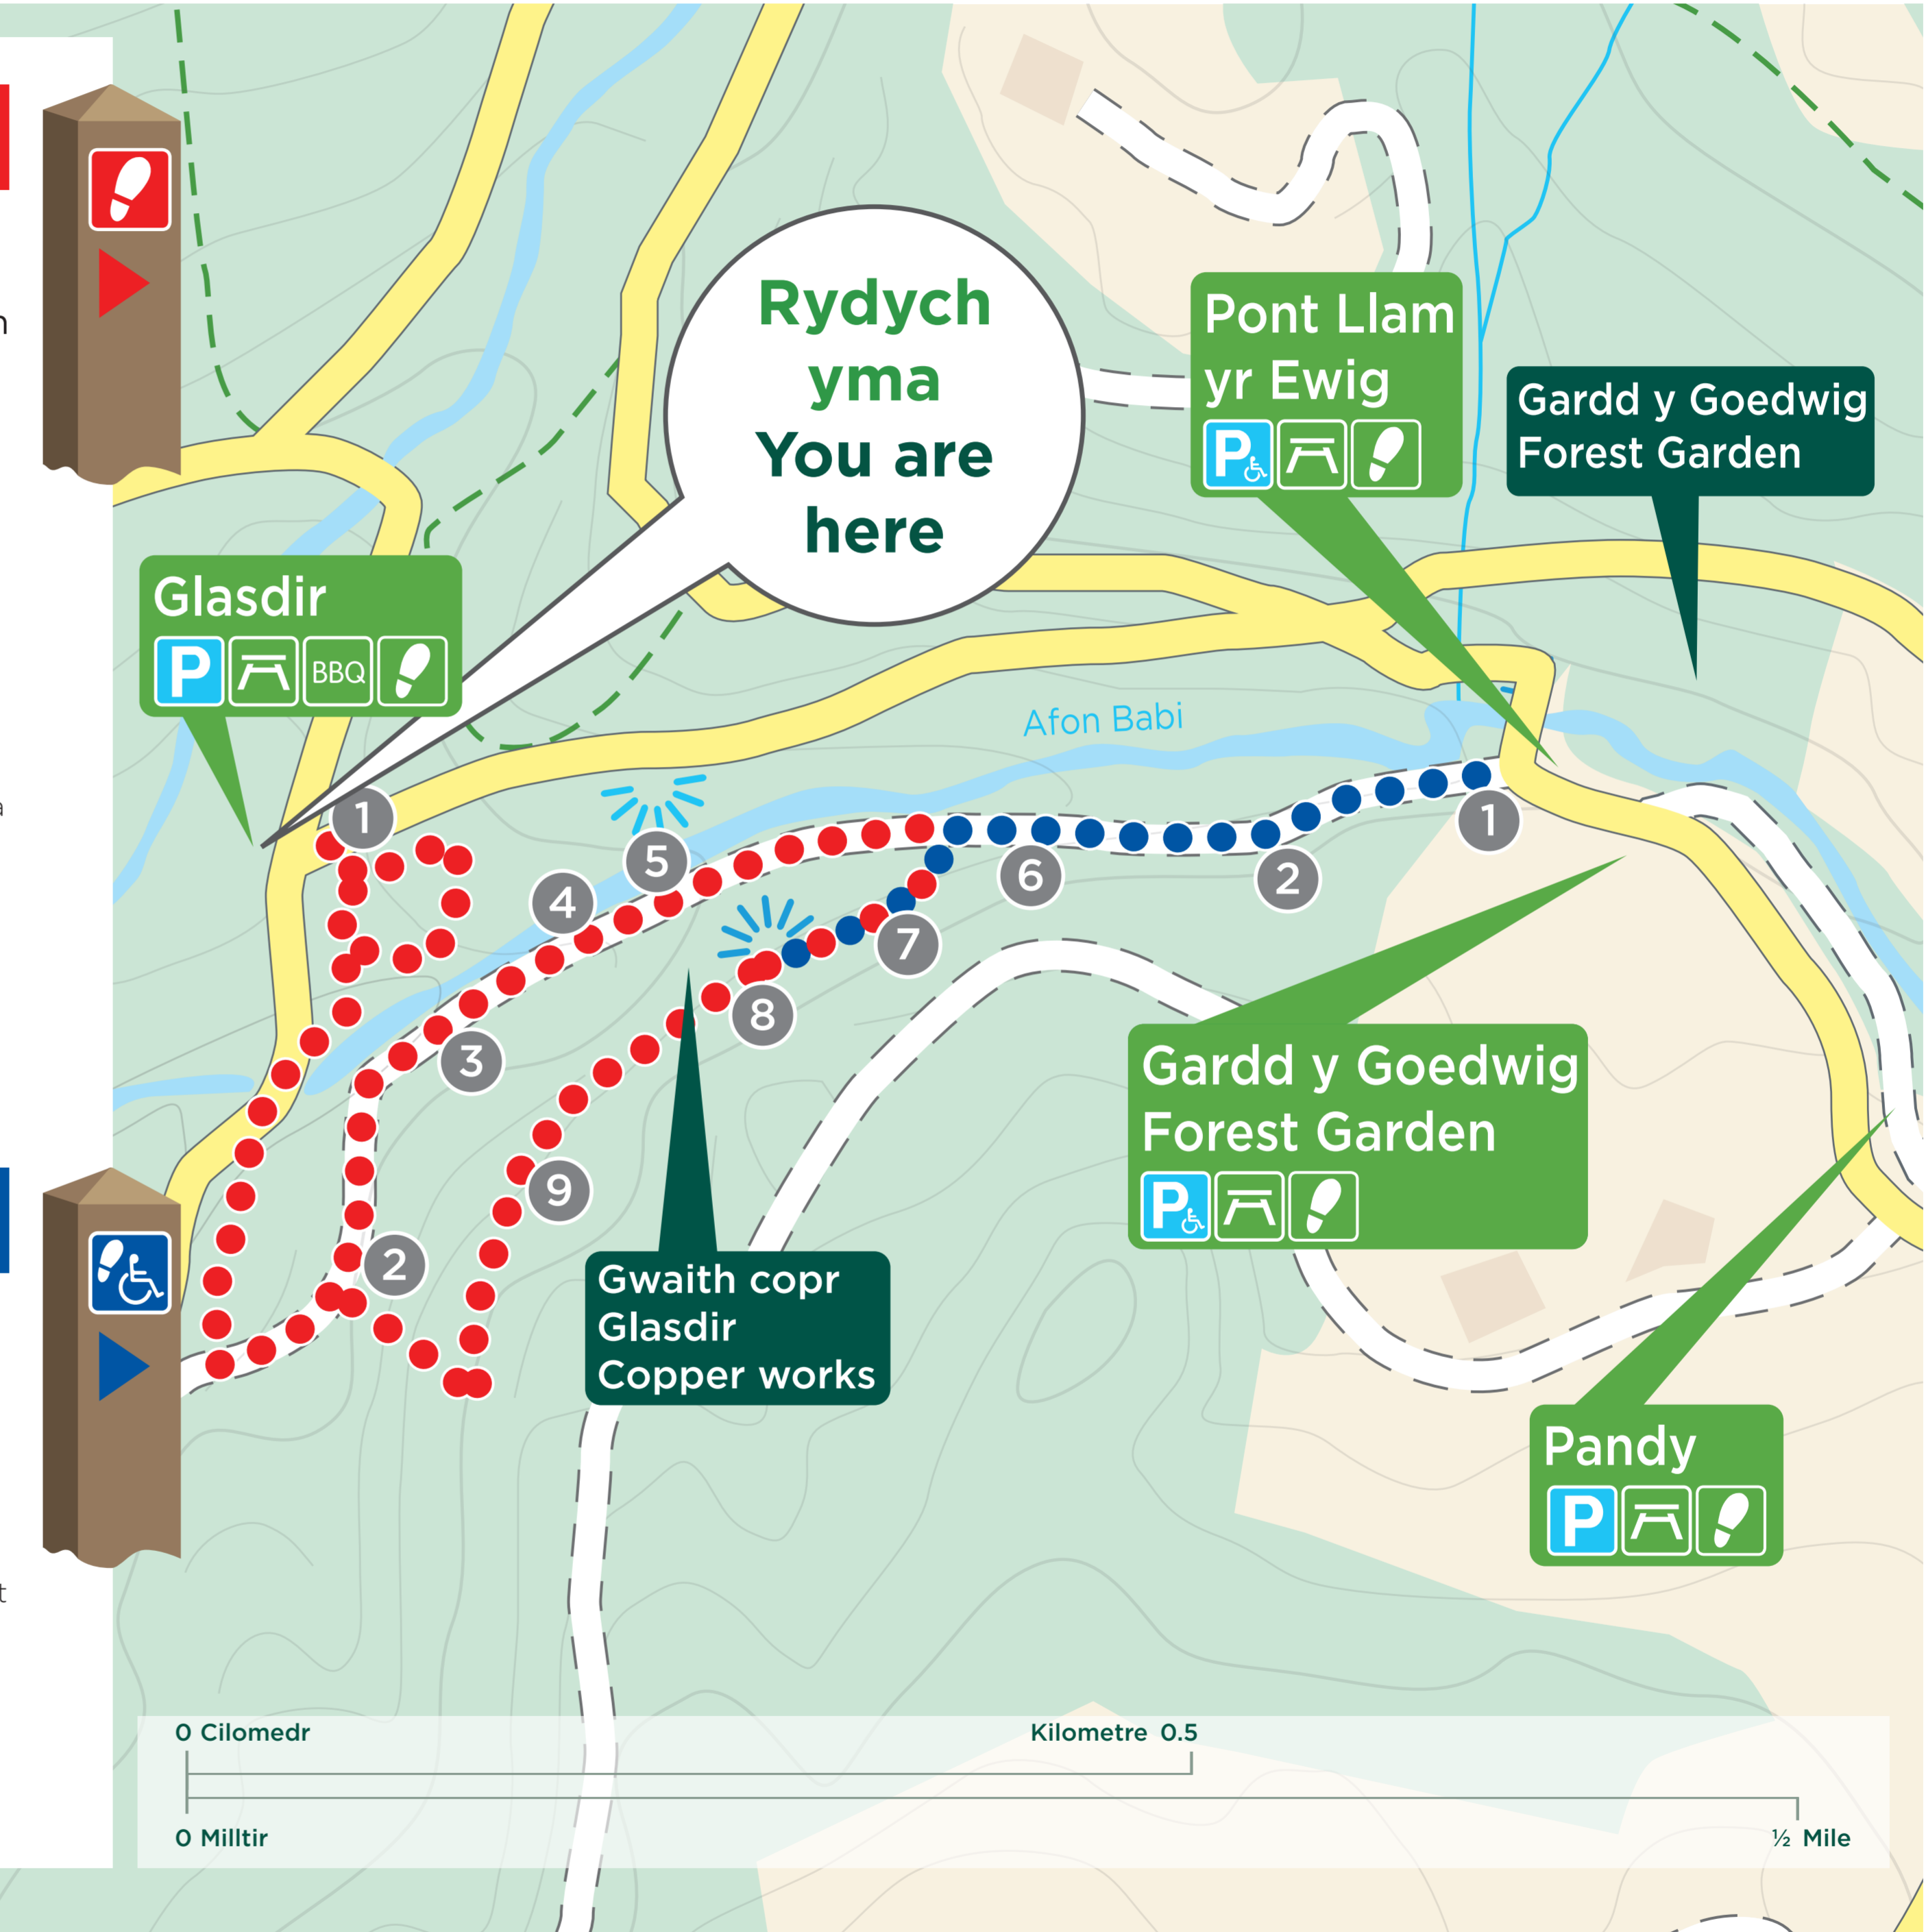 Rydych
yma
You are
here
Pont Llam
yr Ewig
P
Gardd y Goedwig
Forest Garden
Glasdir
P BBQ
Afon Babi
1
1
5
4
6
2
7
8
3
9
2
Gardd y Goedwig
Forest Garden
P
Gwaith copr
Glasdir
Copper works
Pandy
P
0 Cilomedr
Kilometre 0.5
0 Milltir
½ Mile